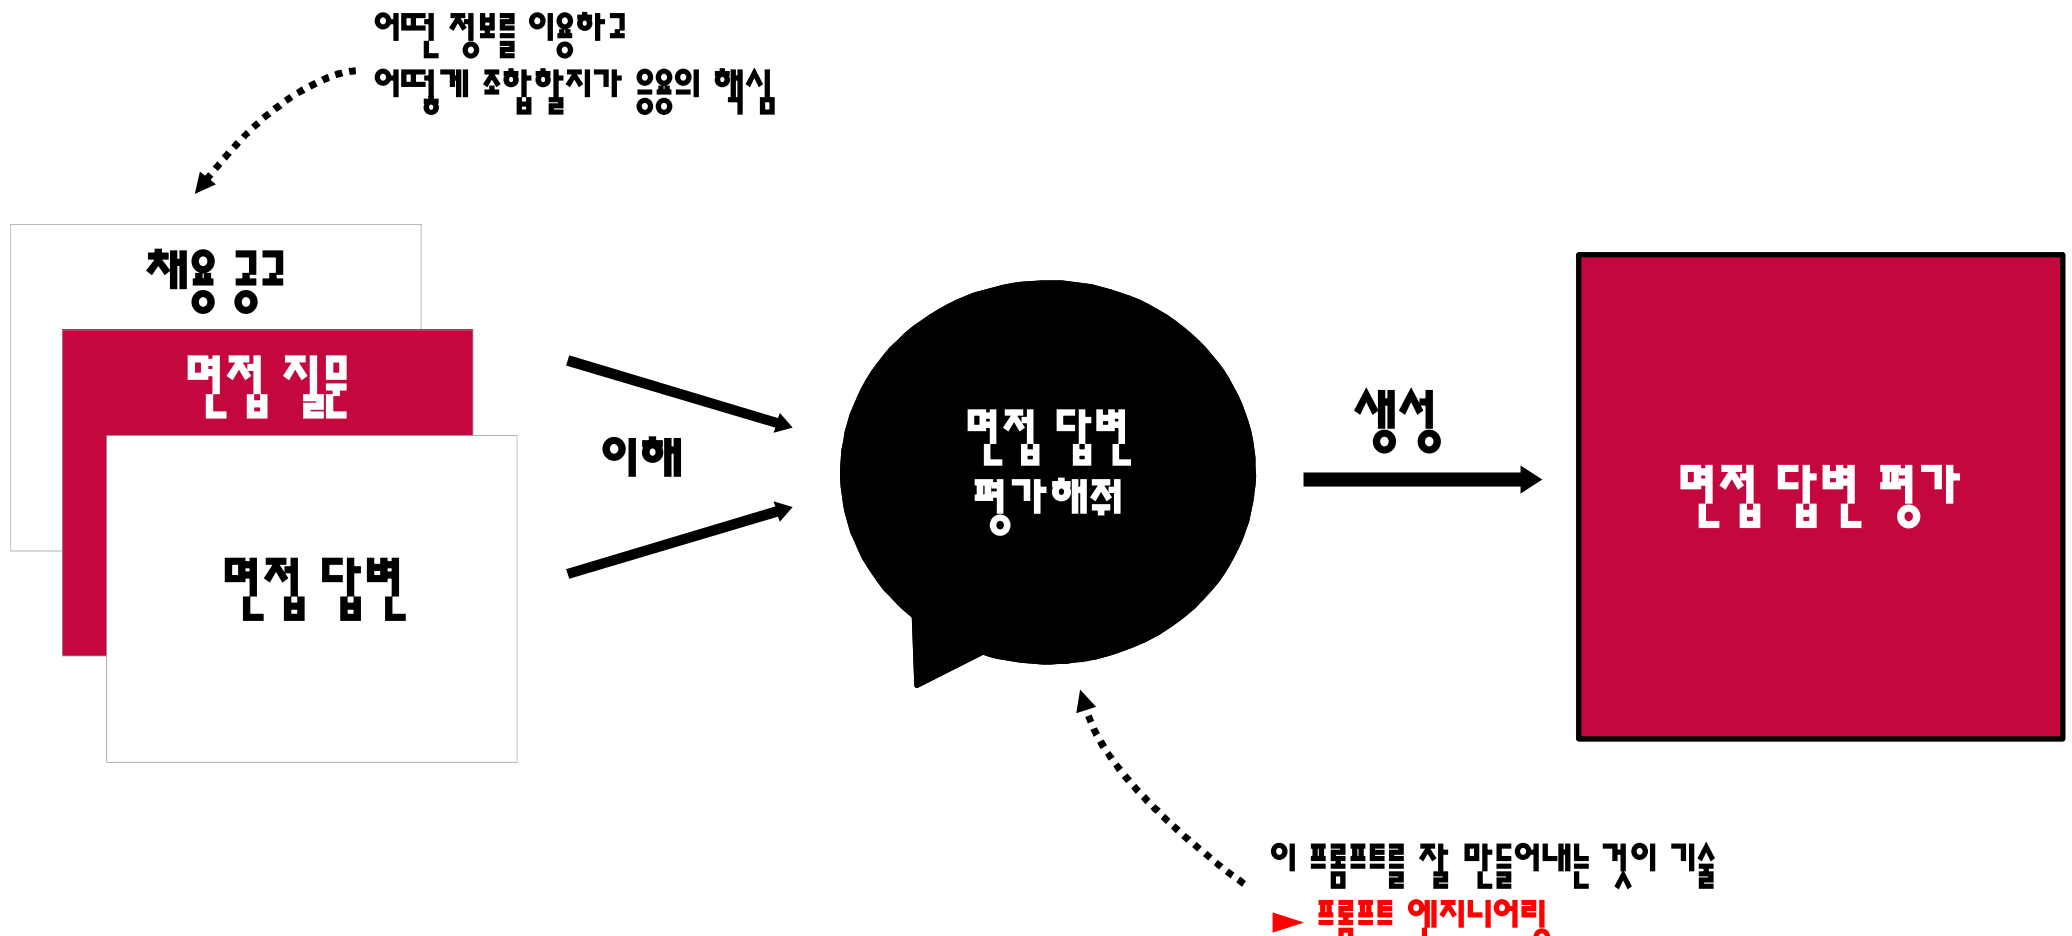 어떤 정보를 이용하고
어떻게 조합할지가 응용의 핵심
채용 공고
면접 질문
면접 답변
이해
면접 답변
평가해줘
생성
면접 답변 평가
이 프롬프트를 잘 만들어내는 것이 기술
► 프롬프트 엔지니어링